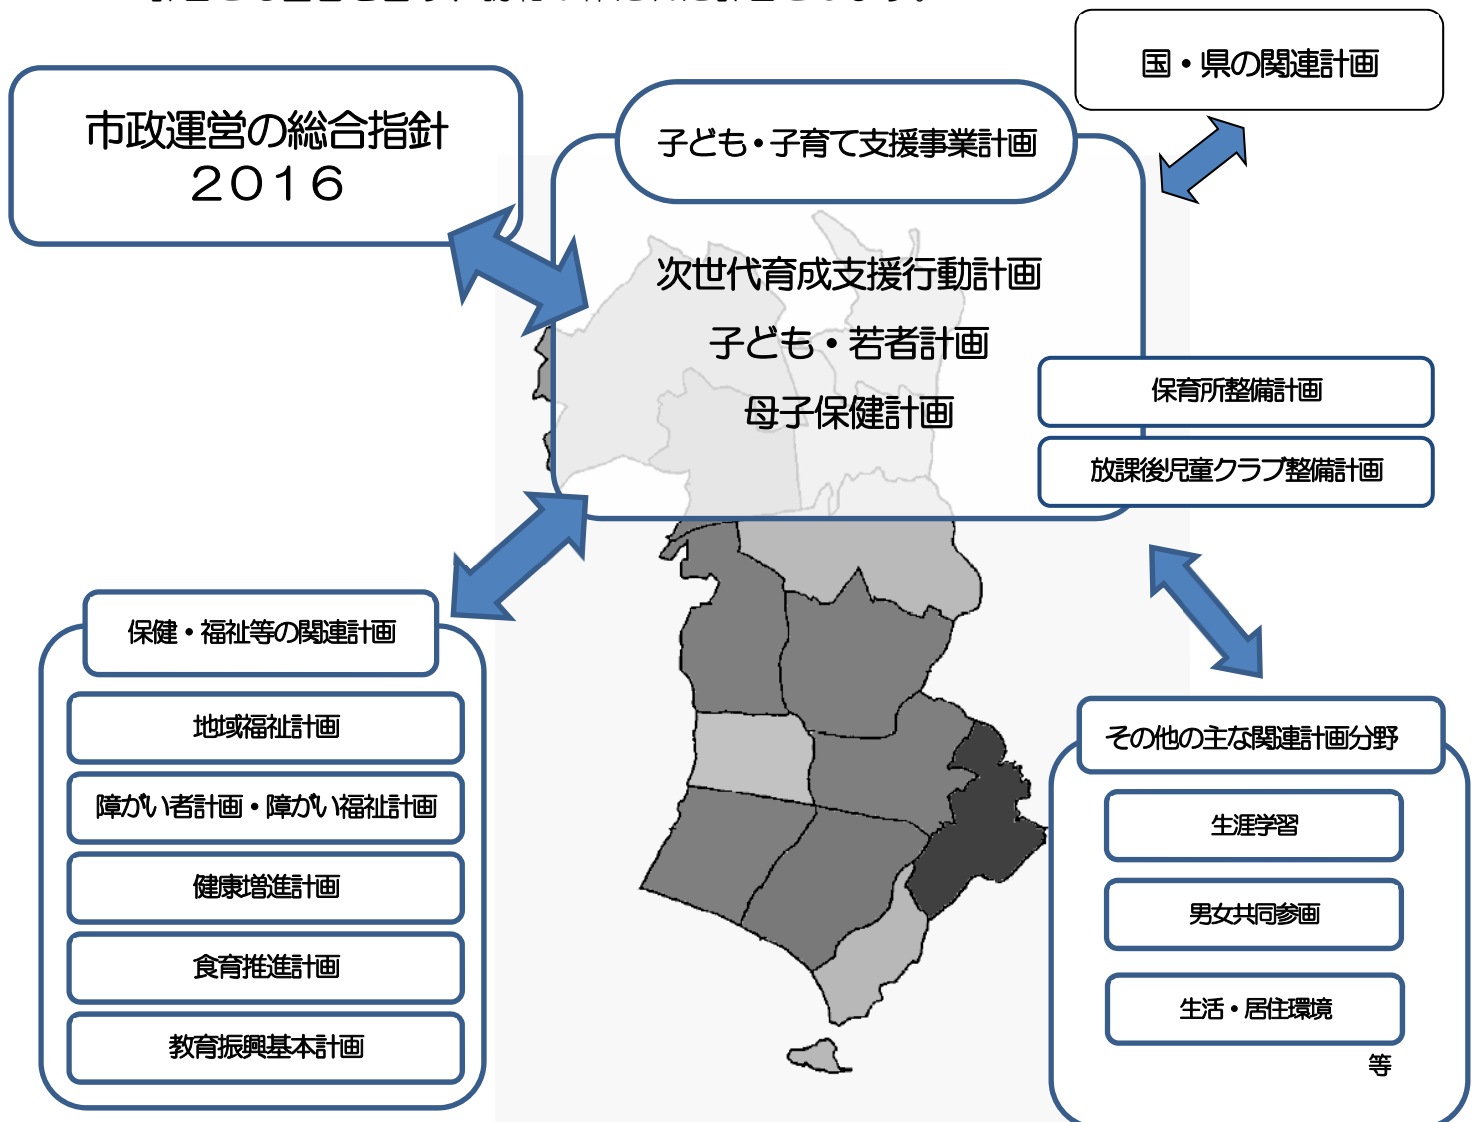 国・県の関連計画
市政運営の総合指針
２０１６
子ども・子育て支援事業計画
次世代育成支援行動計画
子ども・若者計画
母子保健計画
保育所整備計画
放課後児童クラブ整備計画
保健・福祉等の関連計画
地域福祉計画
障がい者計画・障がい福祉計画
健康増進計画
食育推進計画
教育振興基本計画
その他の主な関連計画分野
生涯学習
男女共同参画
生活・居住環境
等